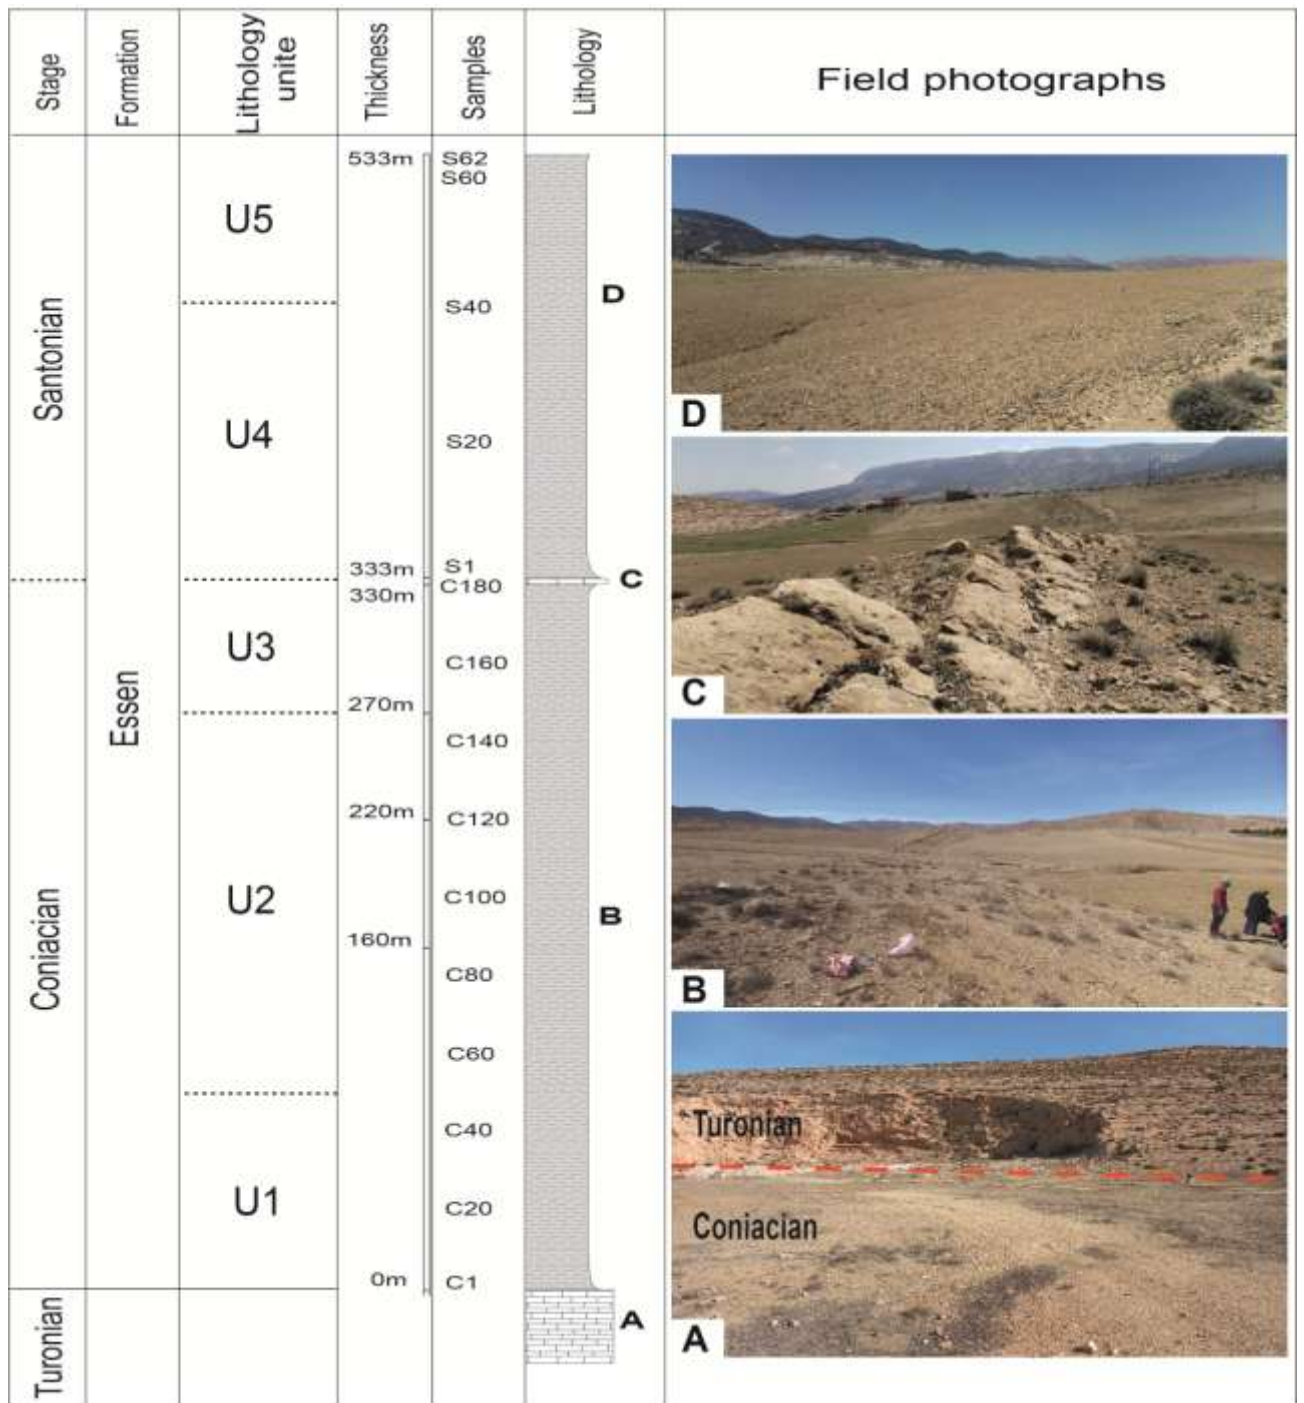 Stage
Formation
Lithology
unite
Thickness
Samples
Lithology
Field photographs
Santonian
Coniacian
Turonian
Essen
U5
U4
U3
U2
U1
533m
333m
330m
270m
220m
160m
0m
S62
S60
S40
S20
S1
C180
C160
C140
C120
C100
C80
C60
C40
C20
C1
D
C
B
A
D
C
B
Turonian
Coniacian
A